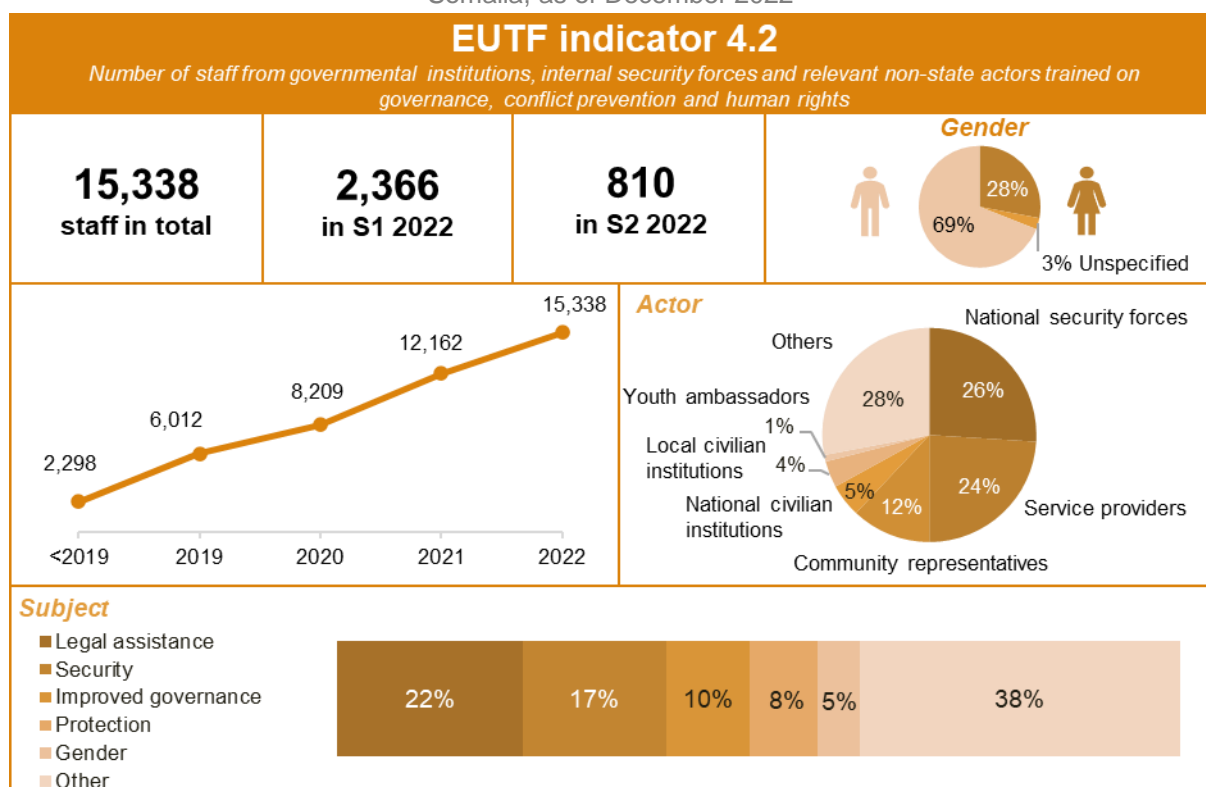 Somalia, as of December 2022
EUTF indicator 4.2
Number of staff from governmental institutions, internal security forces and relevant non-state actors trained on
governance, conflict prevention and human rights
15,338
staff in total
2,366
in S1 2022
810
in S2 2022
Gender
28%
69%
3% Unspecified
15,338
12,162
8,209
6,012
2,298
<2019
2019
2020
2021
2022
Actor
National security forces
Others
26%
28%
Youth ambassadors
1%
Local civilian
institutions
4%
24%
5%
12%
National civilian
institutions
Service providers
Community representatives
Subject
Legal assistance
Security
Improved governance
Protection
Gender
Other
22%
17%
10%
8%
5%
38%